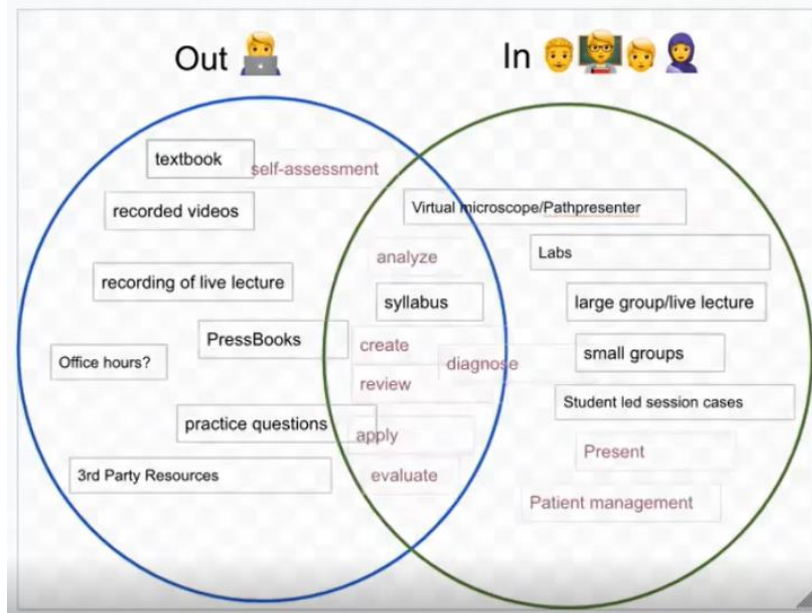 Out
In
textbook
self-assessment
recorded videos
Virtual microscope/Pathpresenter
analyze
Labs
recording of live lecture
syllabus
large group/live lecture
PressBooks
create
small groups
Office hours?
diagnose
review
Student led session cases
practice questions
apply
Present
3rd Party Resources
evaluate
Patient management